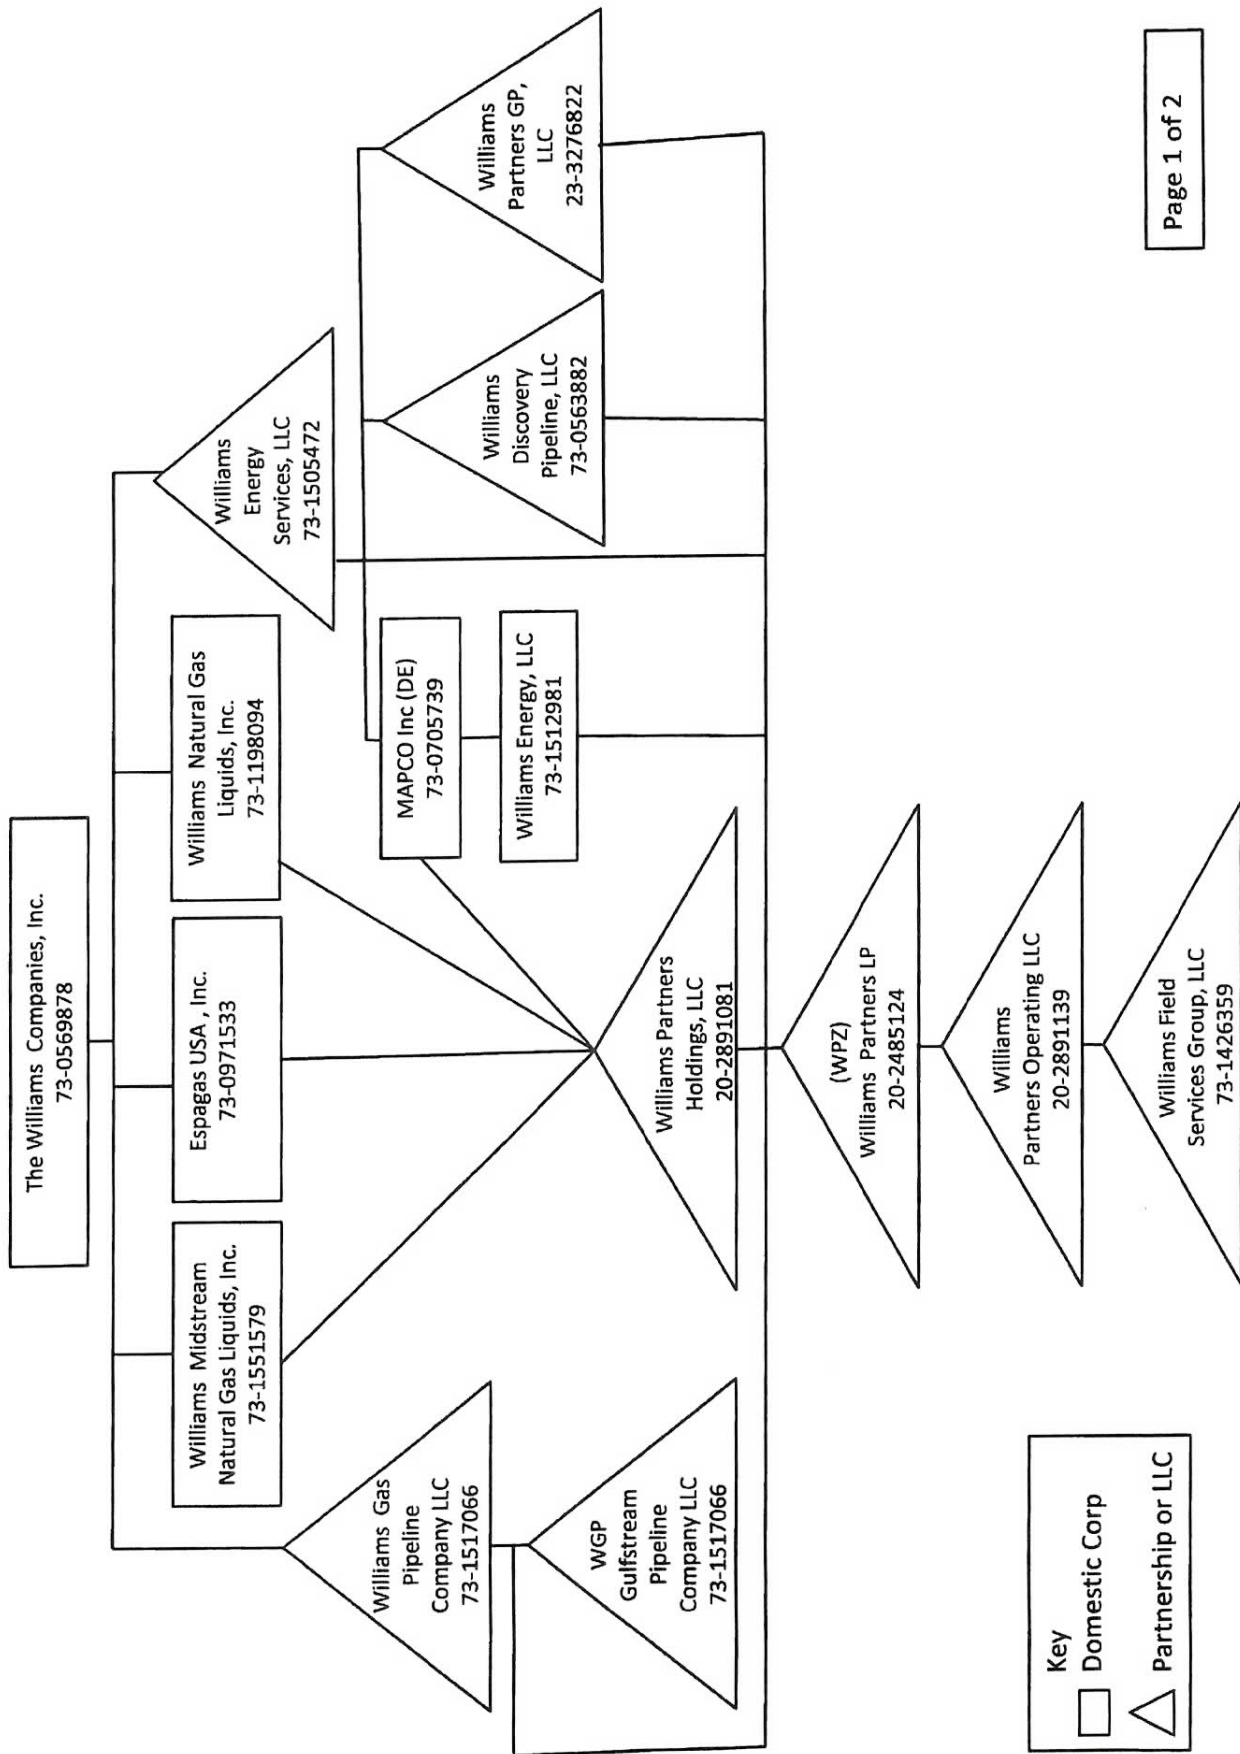 The Williams Companies, Inc.
73-0569878
Williams Midstream
Natural Gas Liquids, Inc.
73-1551579
Espagas USA , Inc.
73-0971533
Williams Natural Gas
Liquids, Inc.
73-1198094
Williams
Energy
Services, LLC
73-1505472
Williams Gas
Pipeline
Company LLC
73-1517066
MAPCO Inc (DE)
73-0705739
Williams
Discovery
Pipeline, LLC
73-0563882
Williams
Partners GP,
LLC
23-3276822
Williams Energy, LLC
73-1512981
WGP
Gulfstream
Pipeline
Company LLC
73-1517066
Williams Partners
Holdings, LLC
20-2891081
(WPZ)
Williams Partners LP
20-2485124
Williams
Partners Operating LLC
20-2891139
Williams Field
Services Group, LLC
73-1426359
Key
Domestic Corp
Partnership or LLC
Page 1 of 2